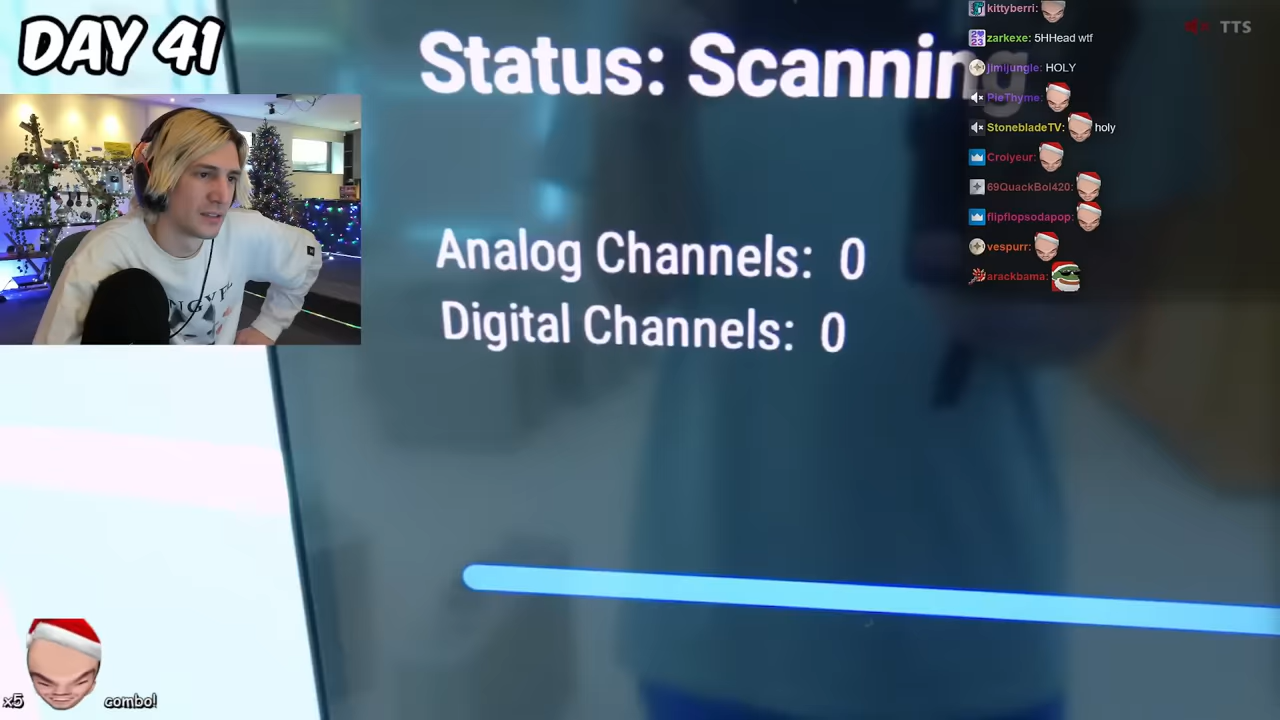 DAY 41
Status: Scanning
Analog Channels: 0
Digital Channels: 0
TTS
kittyberri:
zarkexe: 5HHead wtf
jimijungle: HOLY
PieThyme:
StonebladeTV: holy
Crolyeur:
69QuackBoi420:
flipflopsodapop:
vespurr:
arackbama:
x5 combo!